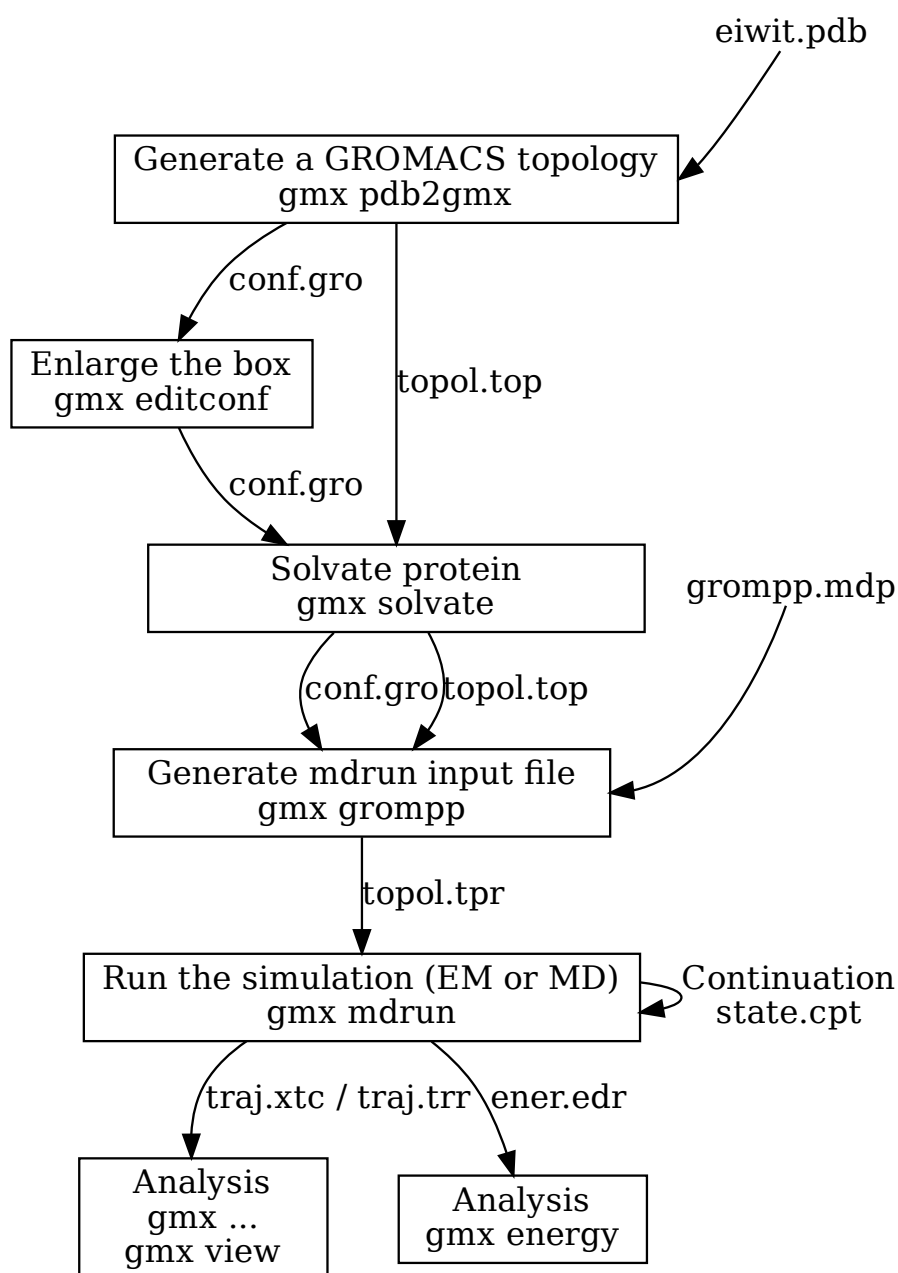 eiwit.pdb
Generate a GROMACS topology
gmx pdb2gmx
conf.gro
Enlarge the box
gmx editconf
topol.top
conf.gro
Solvate protein
gmx solvate
grompp.mdp
conf.gro
topol.top
Generate mdrun input file
gmx grompp
topol.tpr
Run the simulation (EM or MD)
gmx mdrun
Continuation
state.cpt
traj.xtc / traj.trr
ener.edr
Analysis
gmx ...
gmx view
Analysis
gmx energy